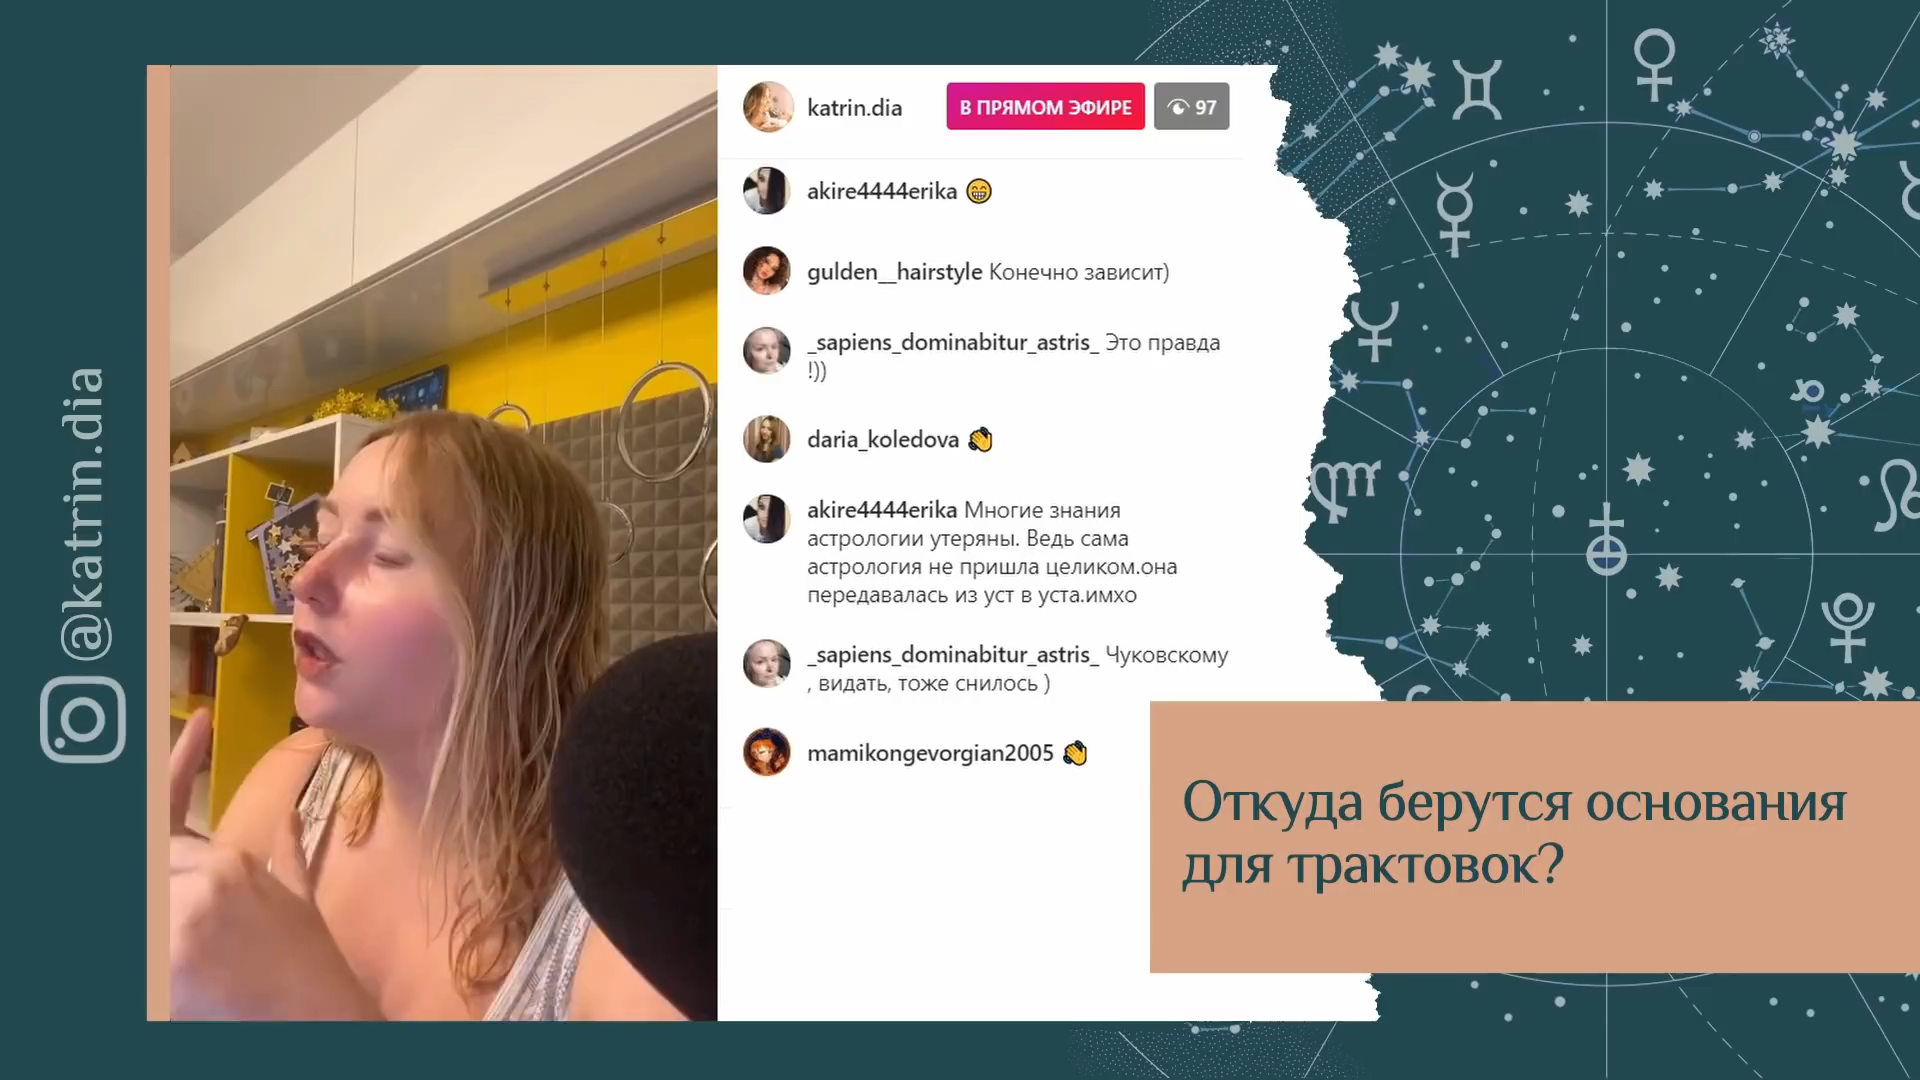 @katrin.dia
katrin.dia
В ПРЯМОМ ЭФИРЕ
97
akire4444erika 😁
gulden__hairstyle Конечно зависит)
_sapiens_dominabitur_astris_ Это правда
!))
daria_koledova 👏
akire4444erika Многие знания
астрологии утеряны. Ведь сама
астрология не пришла целиком.она
передавалась из уст в уста.имхо
_sapiens_dominabitur_astris_ Чуковскому
, видать, тоже снилось )
mamikongevorgian2005 👏
Откуда берутся основания
для трактовок?